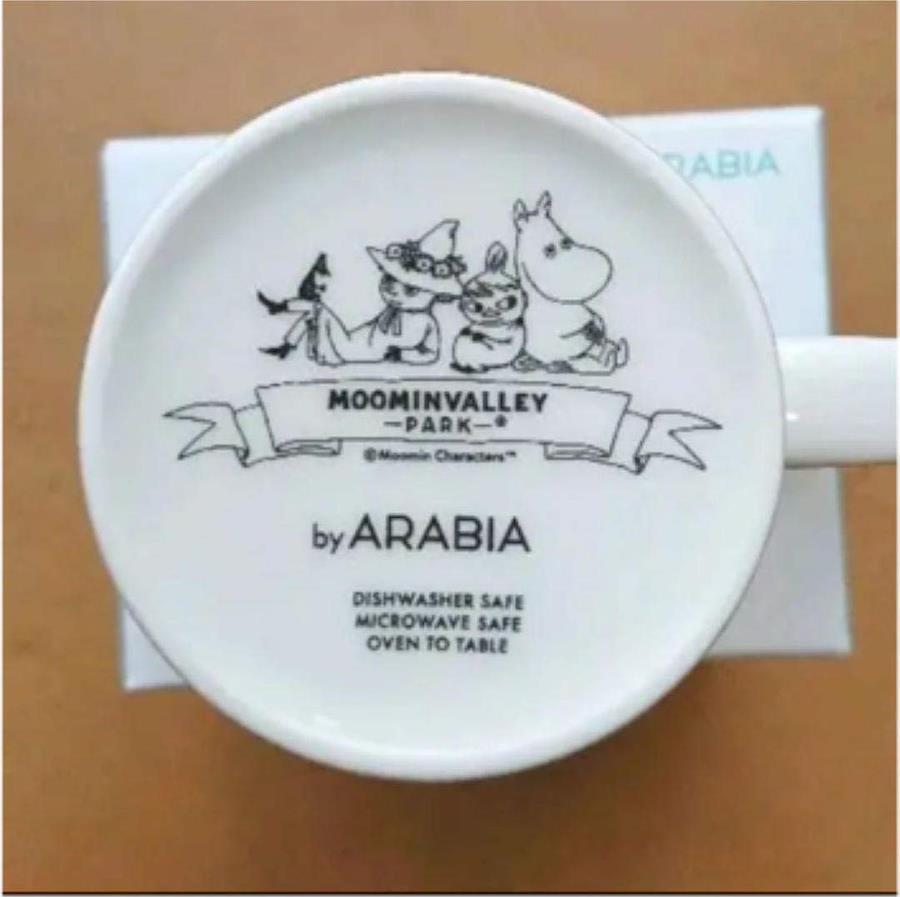 ARABIA
MOOMINVALLEY
—PARK—®
©Moomin Characters™
by ARABIA
DISHWASHER SAFE
MICROWAVE SAFE
OVEN TO TABLE